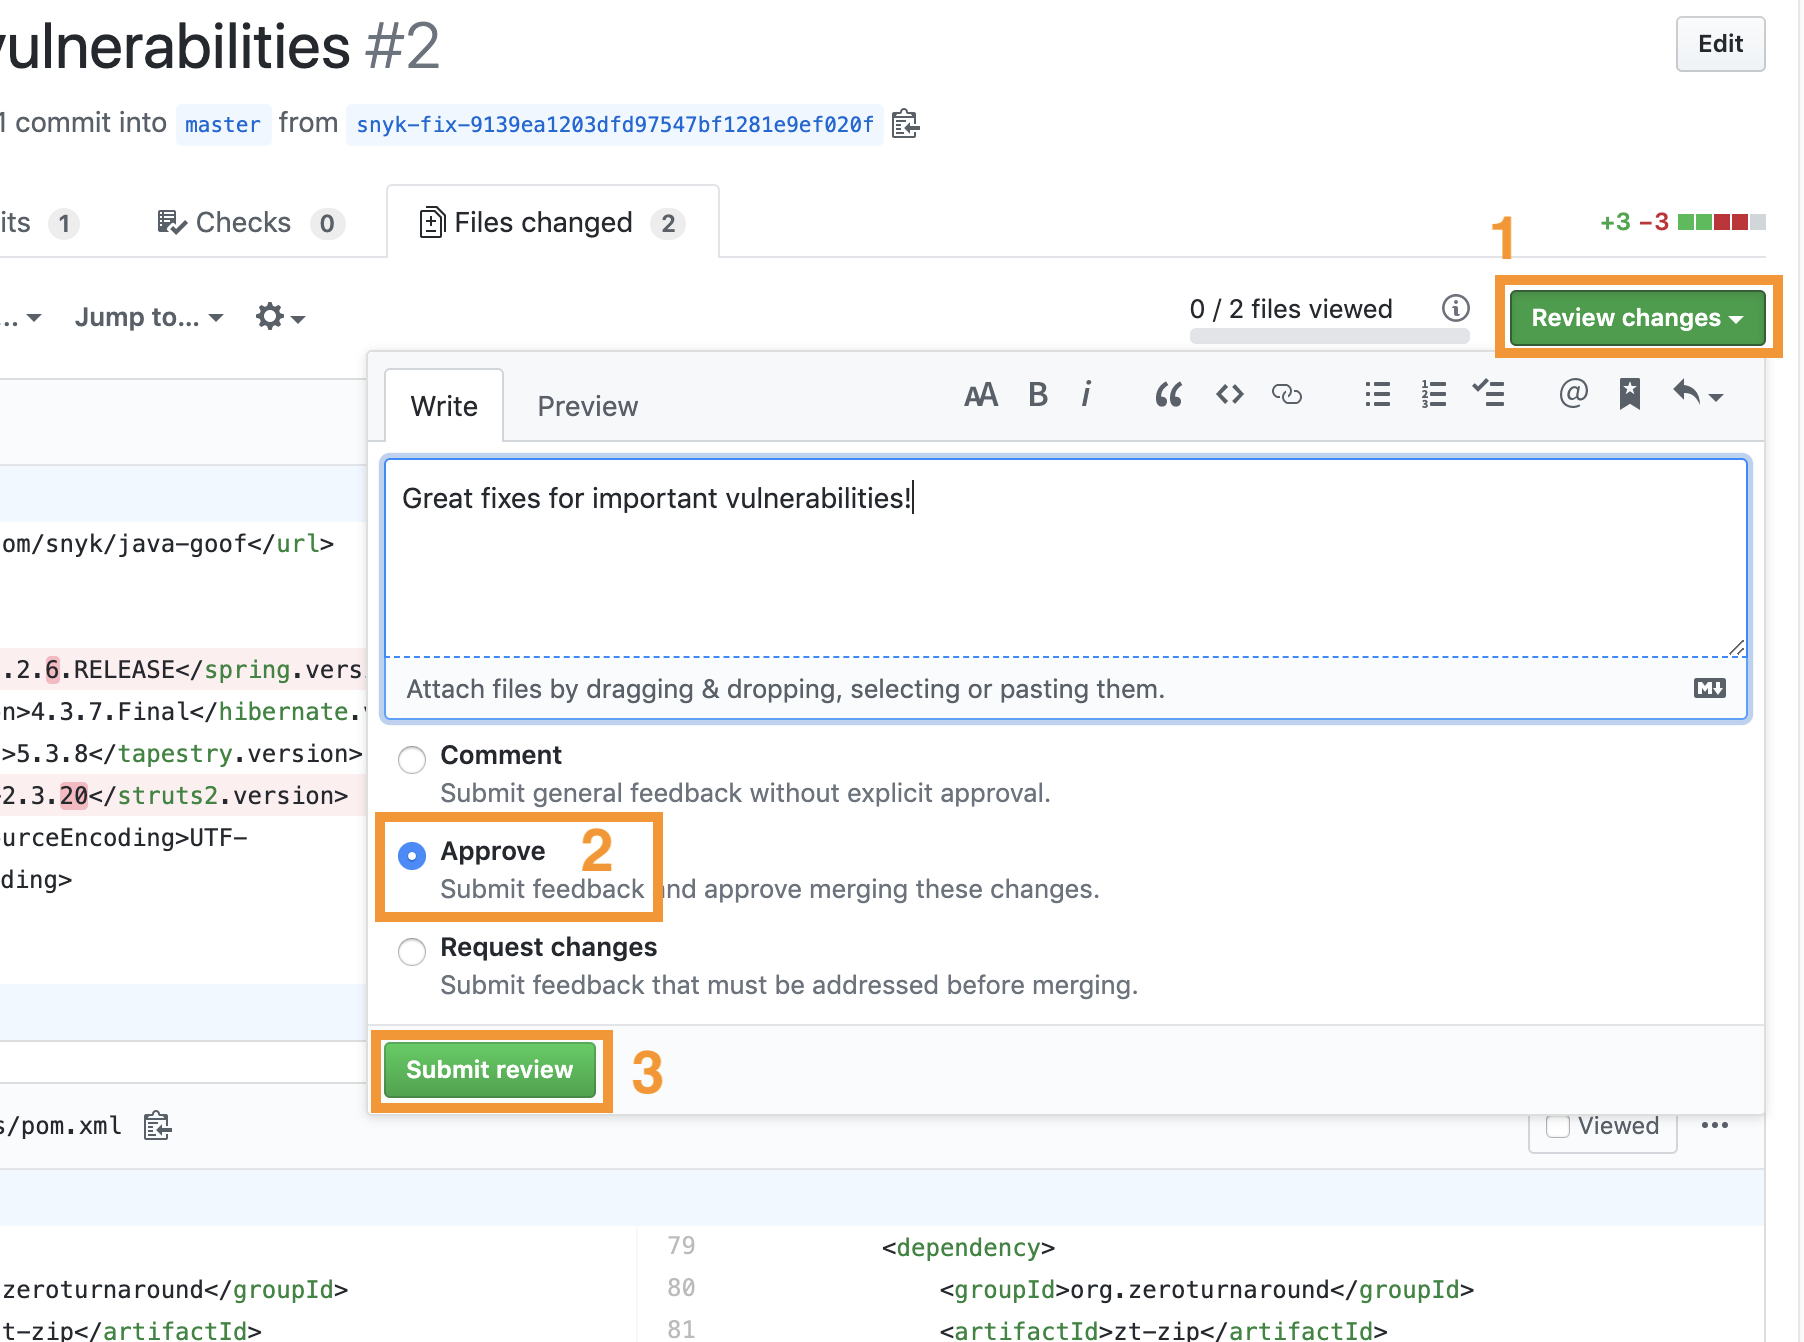 vulnerabilities #2
Edit
1 commit into master from snyk-fix-9139ea1203dfd97547bf1281e9ef020f
its 1
Checks 0
Files changed 2
+3 −3
1
... Jump to...
0 / 2 files viewed
Review changes
Write
Preview
Great fixes for important vulnerabilities!
Attach files by dragging & dropping, selecting or pasting them.
Comment
Submit general feedback without explicit approval.
Approve
2
Submit feedback and approve merging these changes.
Request changes
Submit feedback that must be addressed before merging.
Submit review
3
om/snyk/java-goof</url>
.2.6.RELEASE</spring.vers
n>4.3.7.Final</hibernate.
>5.3.8</tapestry.version>
2.3.20</struts2.version>
urceEncoding>UTF-
ding>
s/pom.xml
Viewed
79 <dependency>
zeroturnaround</groupId>
80 <groupId>org.zeroturnaround</groupId>
t-zip</artifactId>
81 <artifactId>zt-zip</artifactId>